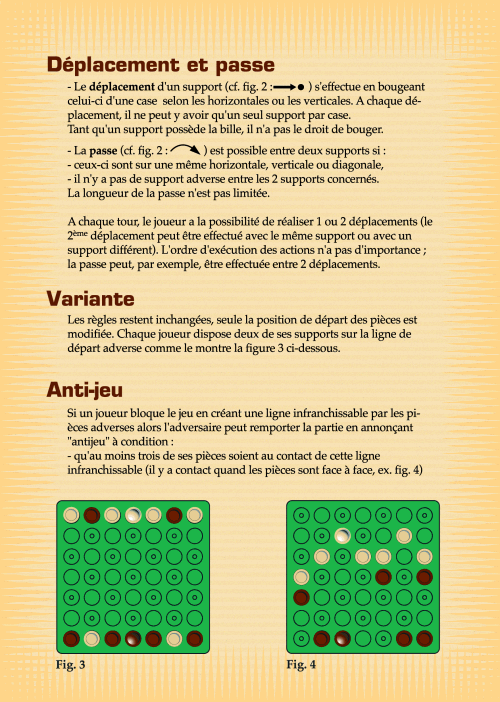 Déplacement et passe
- Le déplacement d'un support (cf. fig. 2 : ) s'effectue en bougeant
celui-ci d'une case selon les horizontales ou les verticales. A chaque dé-
placement, il ne peut y avoir qu'un seul support par case.
Tant qu'un support possède la bille, il n'a pas le droit de bouger.
- La passe (cf. fig. 2 : ) est possible entre deux supports si :
- ceux-ci sont sur une même horizontale, verticale ou diagonale,
- il n'y a pas de support adverse entre les 2 supports concernés.
La longueur de la passe n'est pas limitée.
A chaque tour, le joueur a la possibilité de réaliser 1 ou 2 déplacements (le
2ème déplacement peut être effectué avec le même support ou avec un
support différent). L'ordre d'exécution des actions n'a pas d'importance ;
la passe peut, par exemple, être effectuée entre 2 déplacements.
Variante
Les règles restent inchangées, seule la position de départ des pièces est
modifiée. Chaque joueur dispose deux de ses supports sur la ligne de
départ adverse comme le montre la figure 3 ci-dessous.
Anti-jeu
Si un joueur bloque le jeu en créant une ligne infranchissable par les pi-
èces adverses alors l'adversaire peut remporter la partie en annonçant
"antijeu" à condition :
- qu'au moins trois de ses pièces soient au contact de cette ligne
infranchissable (il y a contact quand les pièces sont face à face, ex. fig. 4)
Fig. 3
Fig. 4